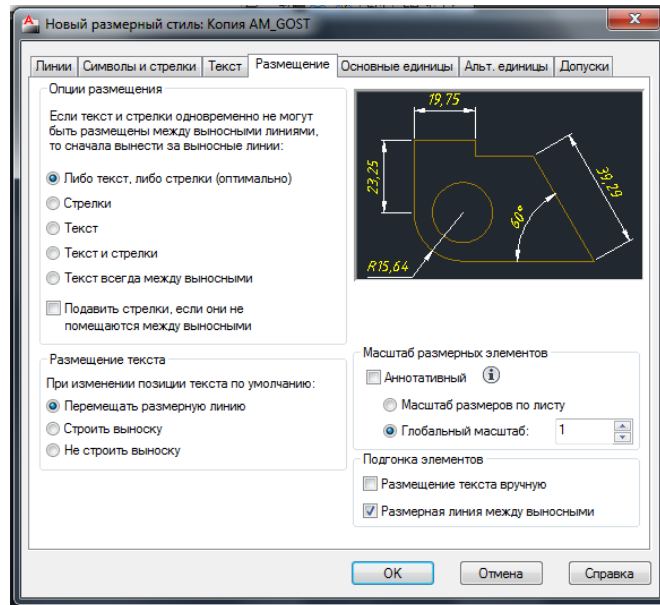 Новый размерный стиль: Копия AM_GOST
Линии Символы и стрелки Текст Размещение Основные единицы Альт. единицы Допуски
Опции размещения
Если текст и стрелки одновременно не могут
быть размещены между выносными линиями,
то сначала вынести за выносные линии:
Либо текст, либо стрелки (оптимально)
Стрелки
Текст
Текст и стрелки
Текст всегда между выносными
Подавить стрелки, если они не
помещаются между выносными
19,75
23,25
39,29
60°
R15,64
Размещение текста
При изменении позиции текста по умолчанию:
Перемещать размерную линию
Строить выноску
Не строить выноску
Масштаб размерных элементов
Аннотативный
Масштаб размеров по листу
Глобальный масштаб: 1
Подгонка элементов
Размещение текста вручную
Размерная линия между выносными
OK Отмена Справка